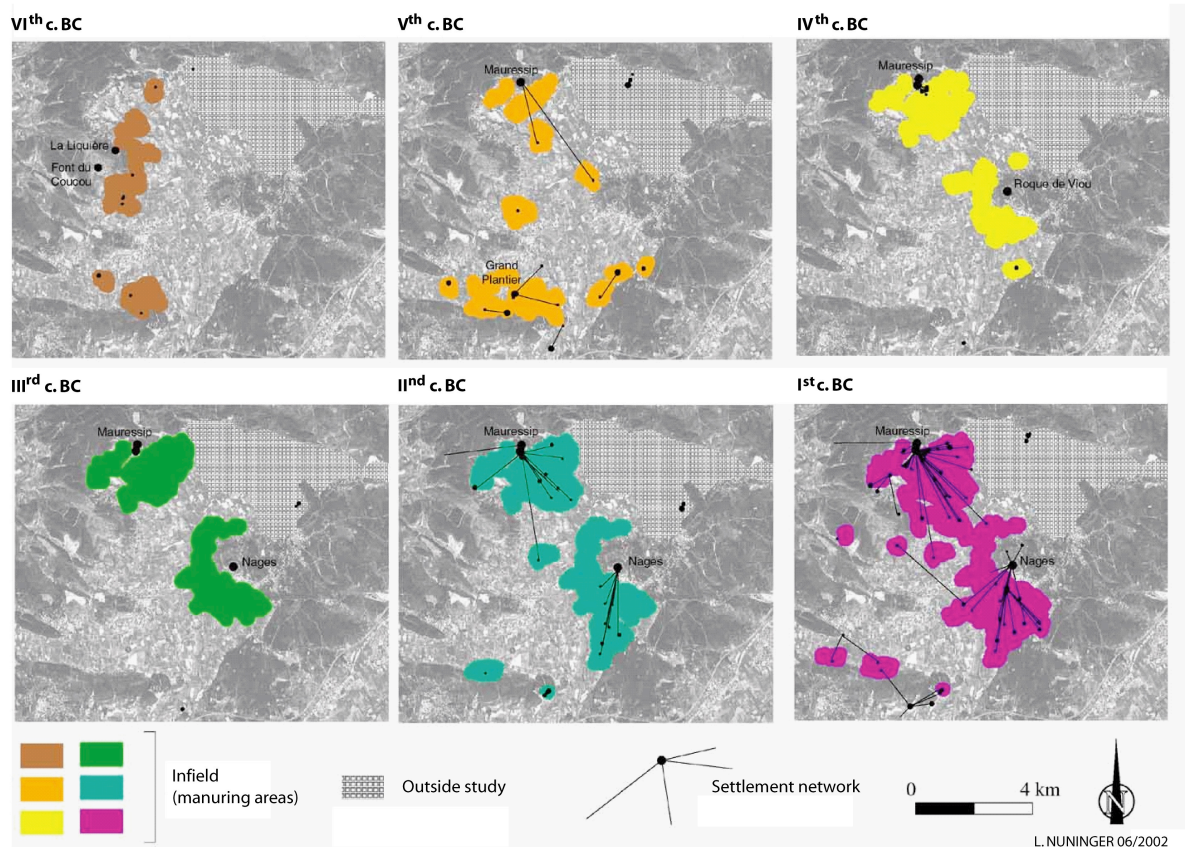 VIth c. BC
Vth c. BC
IVth c. BC
La Liquière
Font du
Coucou
Mauressip
Grand
Plantier
Mauressip
Roque de Viou
IIIrd c. BC
IInd c. BC
Ist c. BC
Mauressip
Nages
Mauressip
Nages
Mauressip
Nages
Infield
(manuring areas)
Outside study
Settlement network
0 4 km
N
L. NUNINGER 06/2002